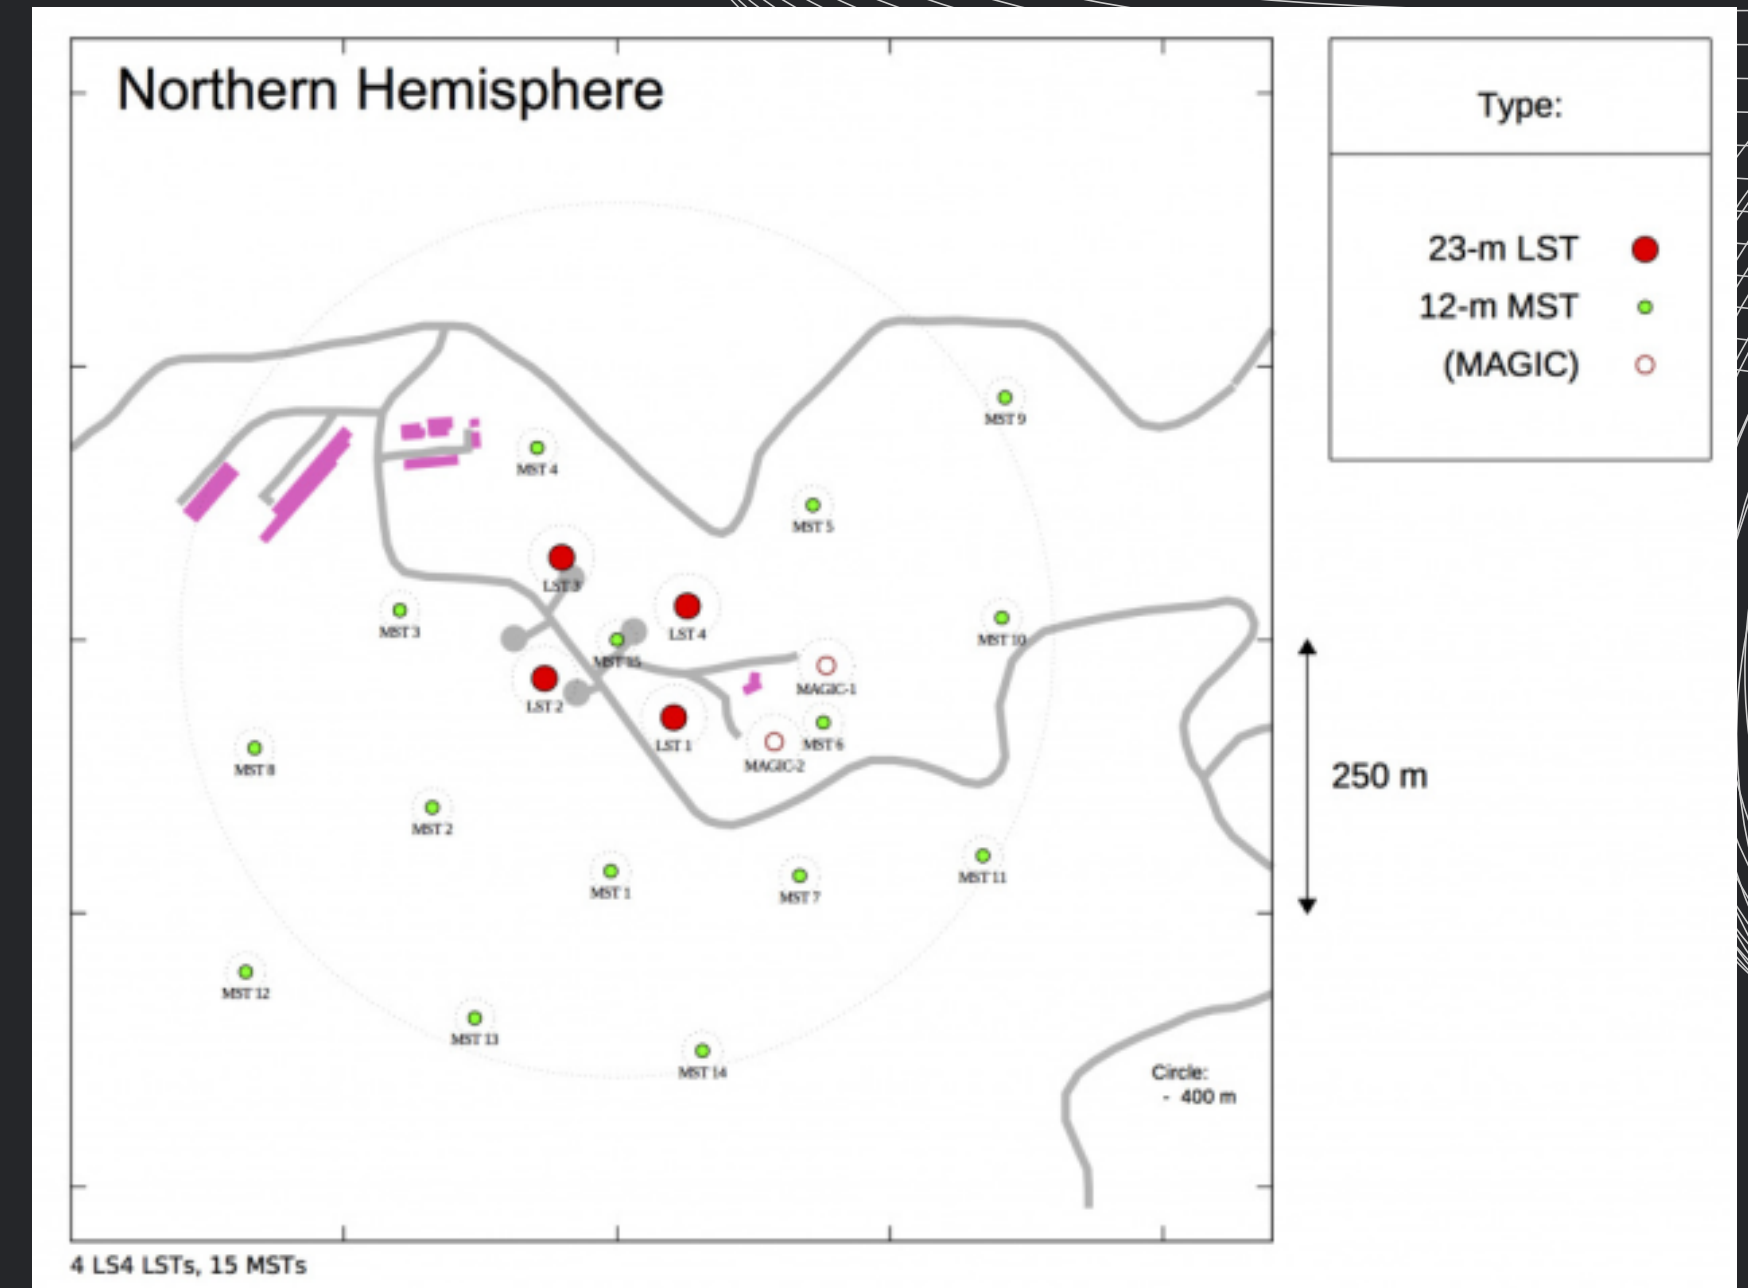 Northern Hemisphere
Type:
23-m LST
12-m MST
(MAGIC)
MST 9
MST 4
MST 5
LST 3
MST 3
LST 4
MST 10
MST 15
MAGIC-1
LST 2
LST 1
MST 6
MAGIC-2
MST 8
250 m
MST 2
MST 11
MST 1
MST 7
MST 12
MST 13
MST 14
Circle:
- 400 m
4 LS4 LSTs, 15 MSTs